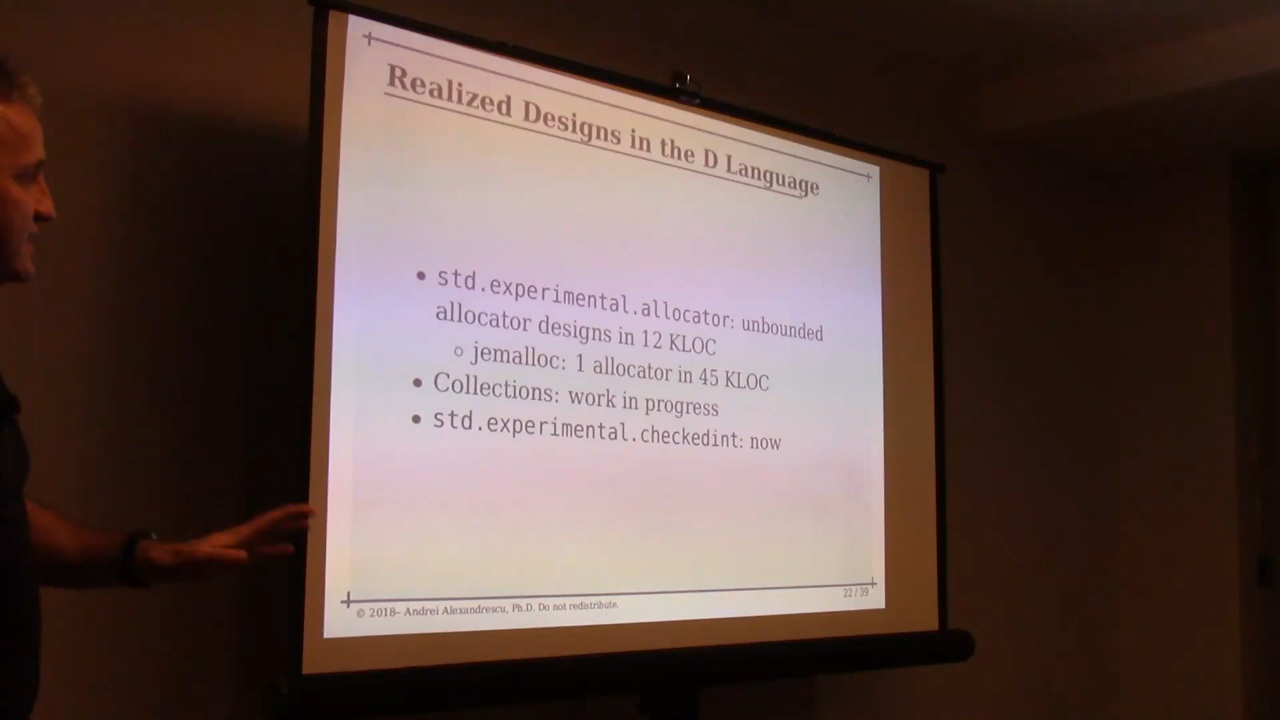 Realized Designs in the D Language
• std.experimental.allocator: unbounded
allocator designs in 12 KLOC
◦ jemalloc: 1 allocator in 45 KLOC
• Collections: work in progress
• std.experimental.checkedint: now
22 / 39
© 2018– Andrei Alexandrescu, Ph.D. Do not redistribute.